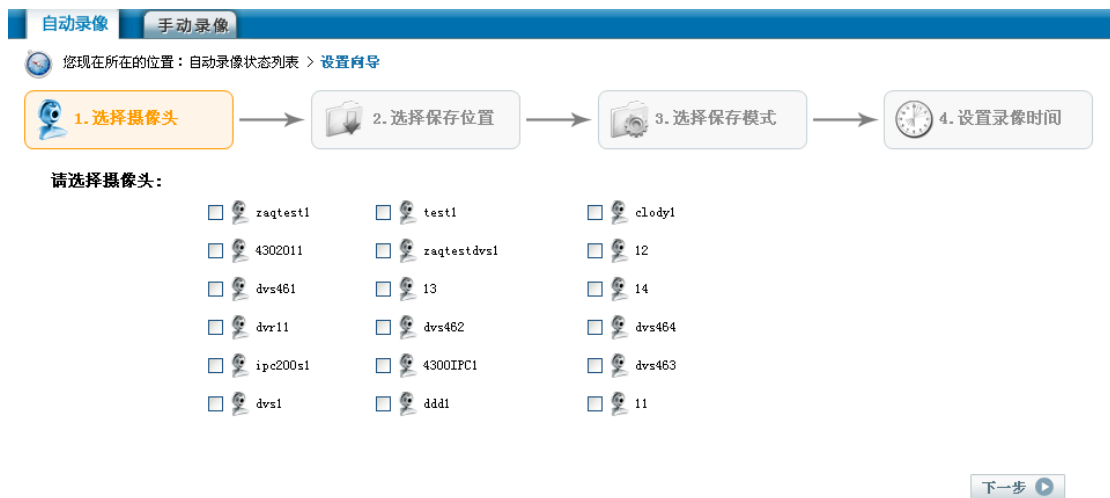 自动录像 手动录像
您现在所在的位置：自动录像状态列表 > 设置向导
1.选择摄像头 2.选择保存位置 3.选择保存模式 4.设置录像时间
请选择摄像头：
zaqtest1 test1 clody1
4302011 zaqtestdvs1 12
dvs461 13 14
dvr11 dvs462 dvs464
ipc200s1 4300IPC1 dvs463
dvs1 ddd1 11
下一步